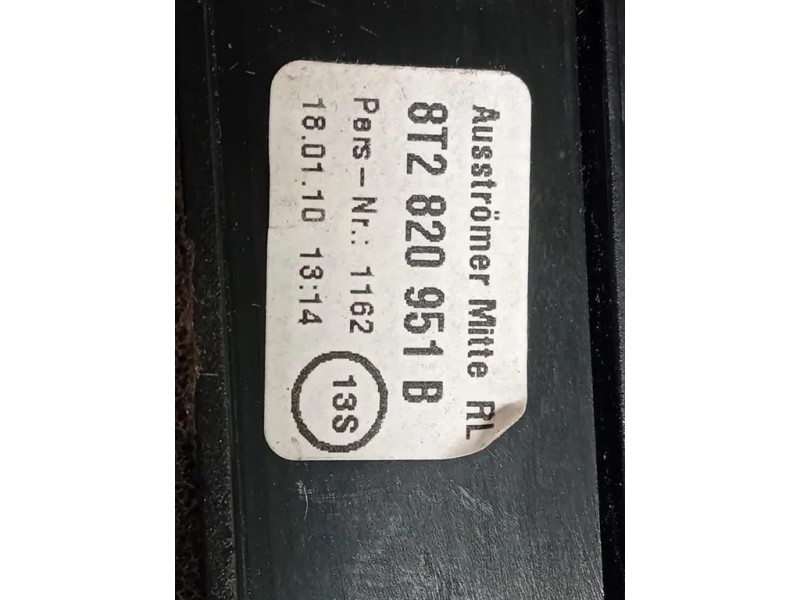 Ausströmer Mitte RL
8T2 820 951 B
Pers-Nr.: 1162
18.01.10 13:14
13S